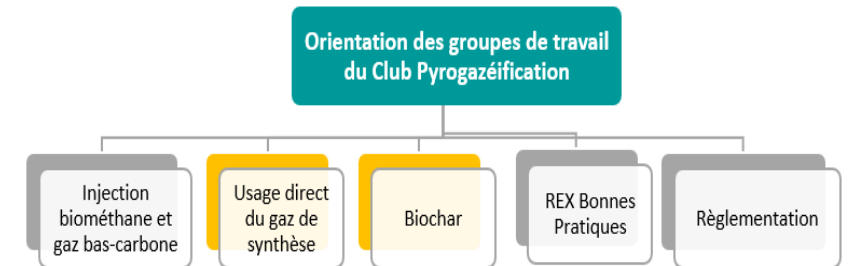 Orientation des groupes de travail
du Club Pyrogazéification
Injection
biométhane et
gaz bas-carbone
Usage direct
du gaz de
synthèse
Biochar
REX Bonnes
Pratiques
Règlementation